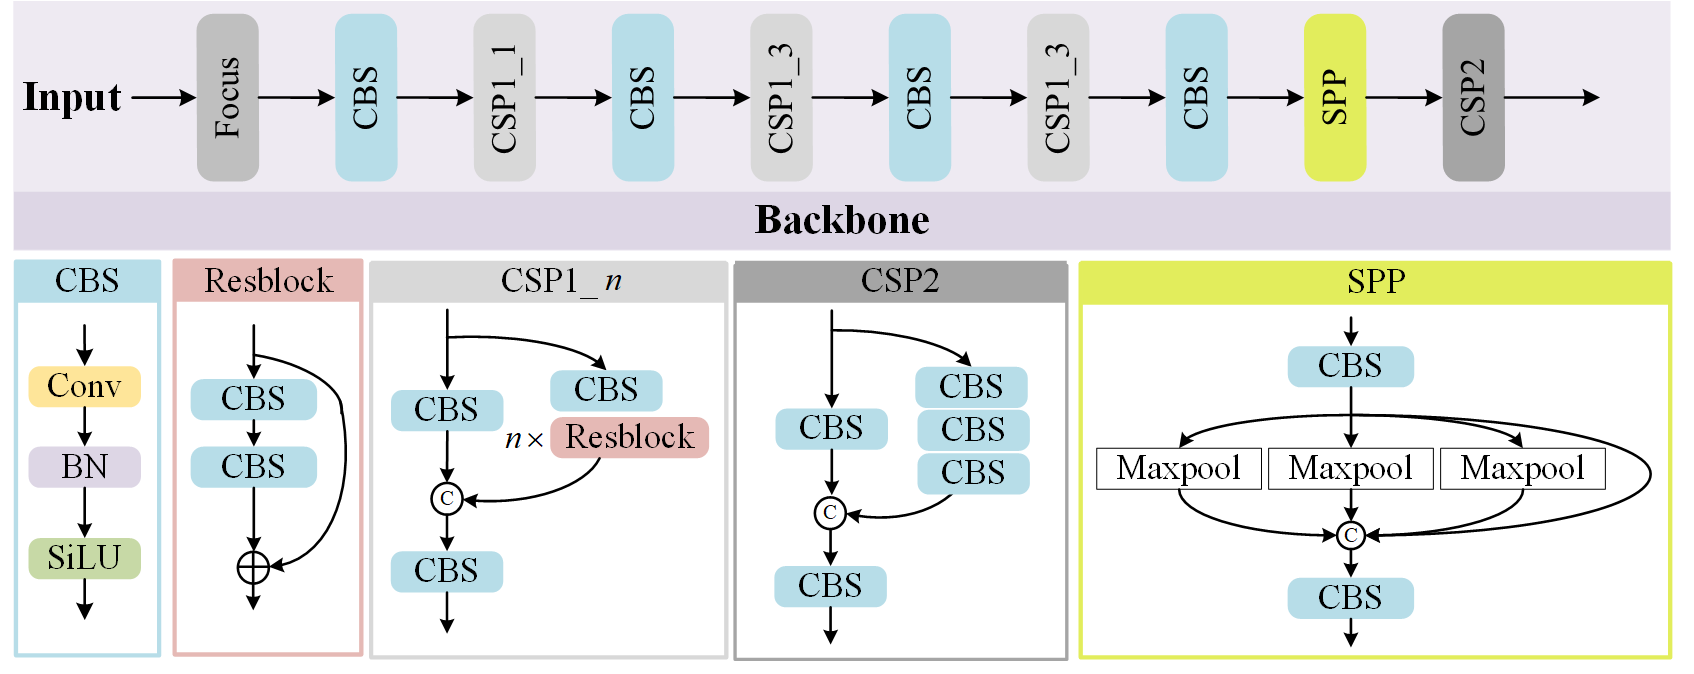 Input
Focus
CBS
CSP1_1
CBS
CSP1_3
CBS
CSP1_3
CBS
SPP
CSP2
Backbone
CBS
Conv
BN
SiLU
Resblock
CBS
CBS
CSP1_ n
CBS
CBS
n× Resblock
C
CBS
CSP2
CBS
CBS
CBS
CBS
C
CBS
SPP
CBS
Maxpool Maxpool Maxpool
C
CBS